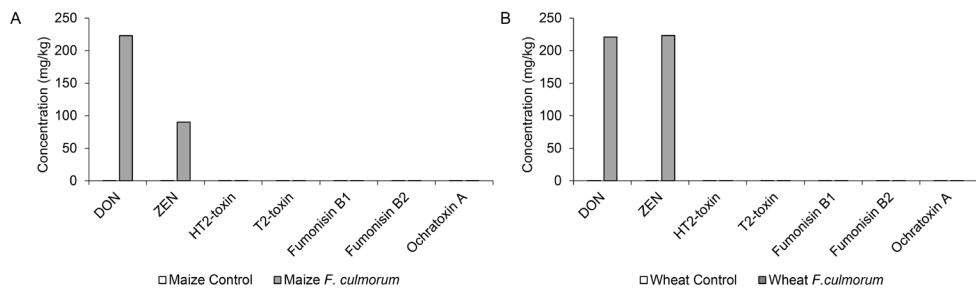 A
Concentration (mg/kg)
250
200
150
100
50
0
DON
ZEN
HT2-toxin
T2-toxin
Fumonisin B1
Fumonisin B2
Ochratoxin A
Maize Control
Maize F. culmorum
B
Concentration (mg/kg)
250
200
150
100
50
0
DON
ZEN
HT2-toxin
T2-toxin
Fumonisin B1
Fumonisin B2
Ochratoxin A
Wheat Control
Wheat F.culmorum